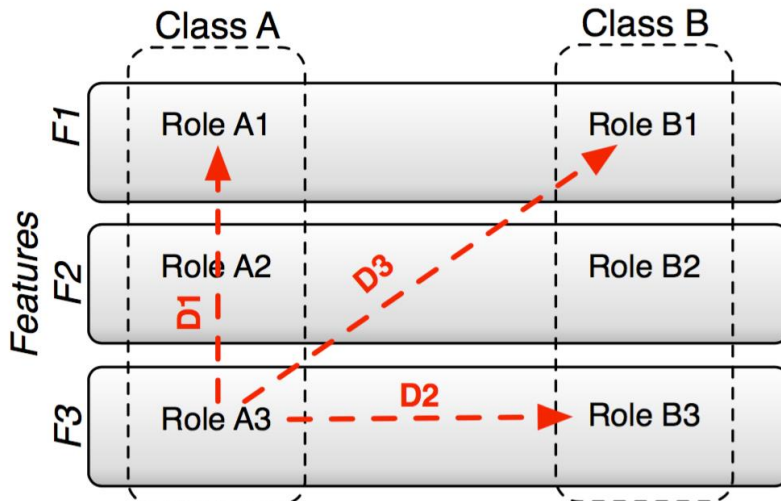 Class A
Class B
Features
F1
Role A1
Role B1
F2
Role A2
Role B2
D1
D3
F3
Role A3
D2
Role B3